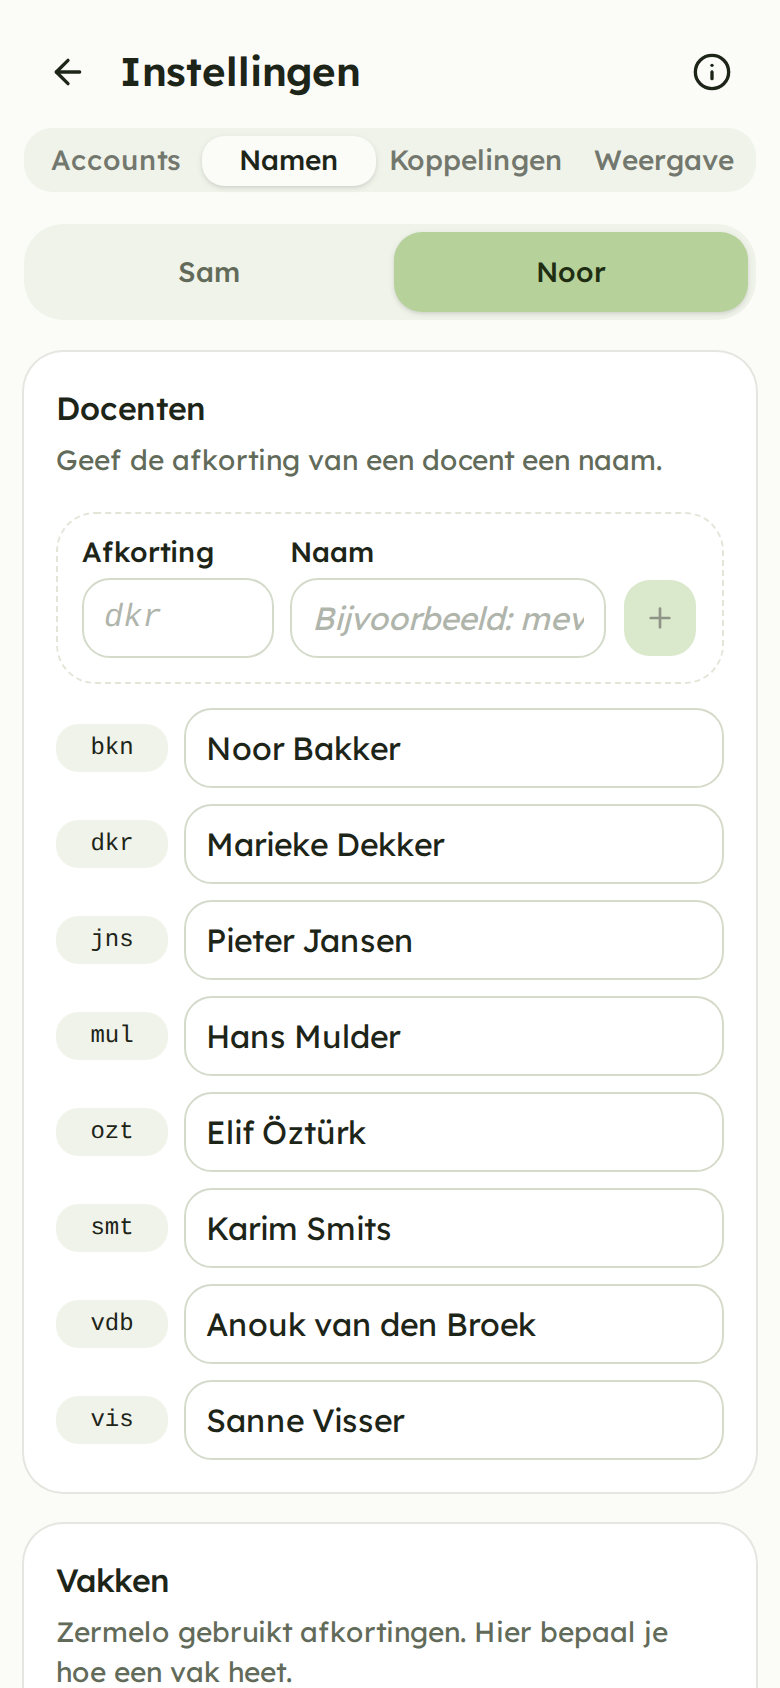 Instellingen
Accounts Namen Koppelingen Weergave
Sam Noor
Docenten
Geef de afkorting van een docent een naam.
Afkorting Naam
dkr Bijvoorbeeld: mev
bkn Noor Bakker
dkr Marieke Dekker
jns Pieter Jansen
mul Hans Mulder
ozt Elif Öztürk
smt Karim Smits
vdb Anouk van den Broek
vis Sanne Visser
Vakken
Zermelo gebruikt afkortingen. Hier bepaal je
hoe een vak heet.